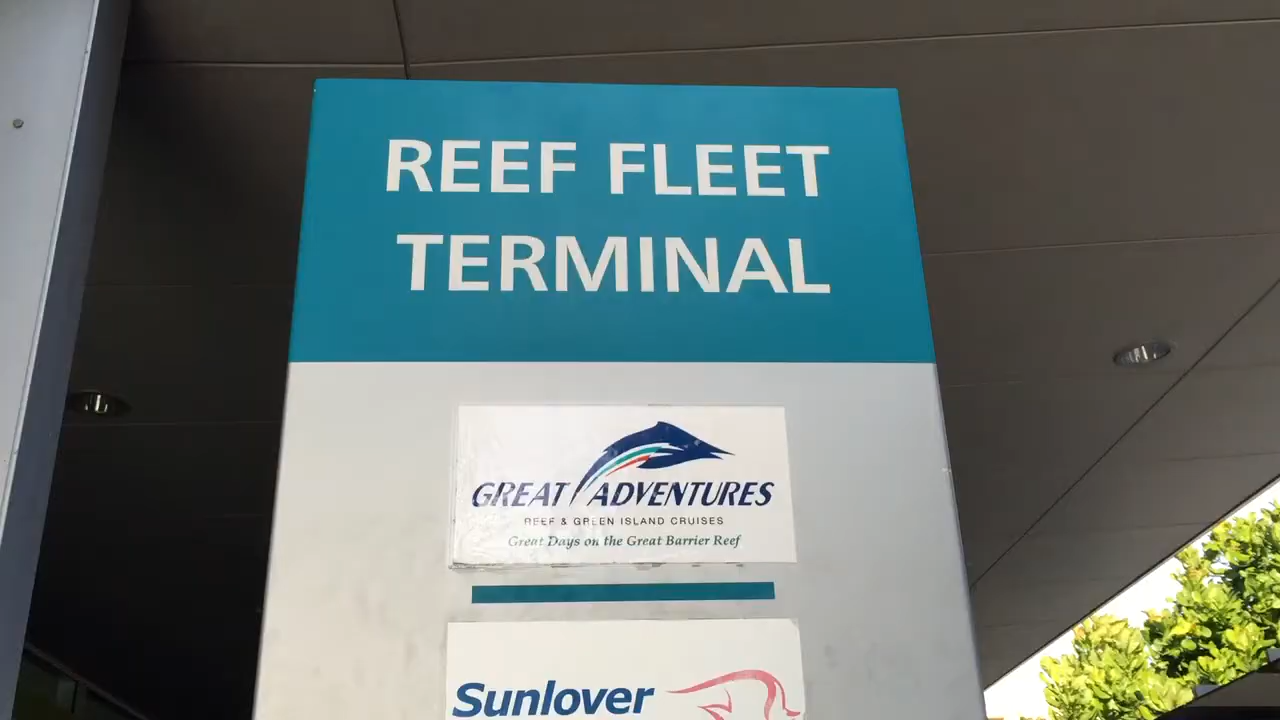 REEF FLEET
TERMINAL
GREAT ADVENTURES
REEF & GREEN ISLAND CRUISES
Great Days on the Great Barrier Reef
Sunlover